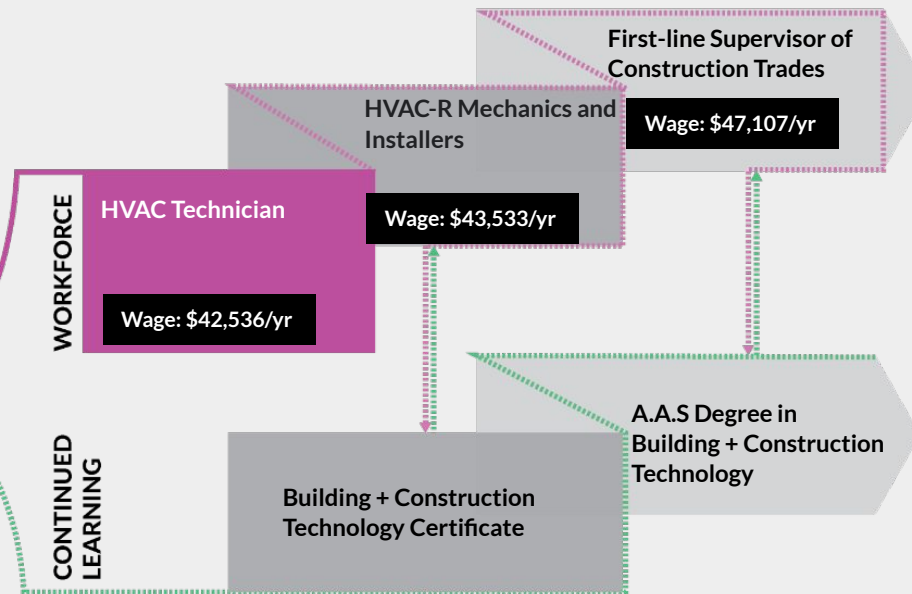 First-line Supervisor of
Construction Trades
Wage: $47,107/yr
HVAC-R Mechanics and
Installers
Wage: $43,533/yr
WORKFORCE
HVAC Technician
Wage: $42,536/yr
A.A.S Degree in
Building + Construction
Technology
CONTINUED
LEARNING
Building + Construction
Technology Certificate